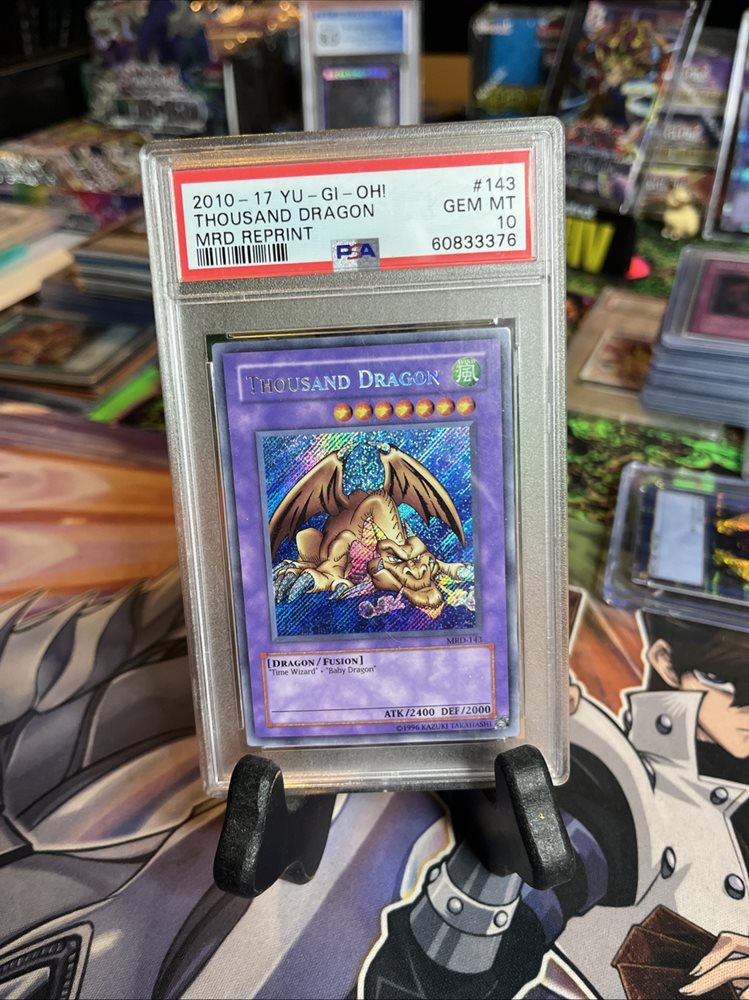 2010-17 YU-GI-OH! #143
THOUSAND DRAGON GEM MT
MRD REPRINT 10
PSA 60833376
THOUSAND DRAGON
WIND
風
MRD-143
[DRAGON/FUSION]
"Time Wizard" + "Baby Dragon"
ATK/2400 DEF/2000
©1996 KAZUKI TAKAHASHI